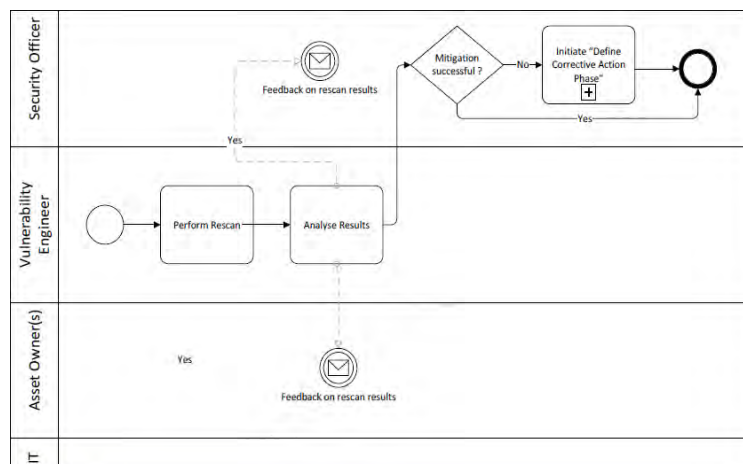 Security Officer
Feedback on rescan results
Mitigation
successful ?
No
Initiate "Define
Corrective Action
Phase"
Yes
Yes
Vulnerability
Engineer
Perform Rescan
Analyse Results
Asset Owner(s)
Yes
Feedback on rescan results
IT